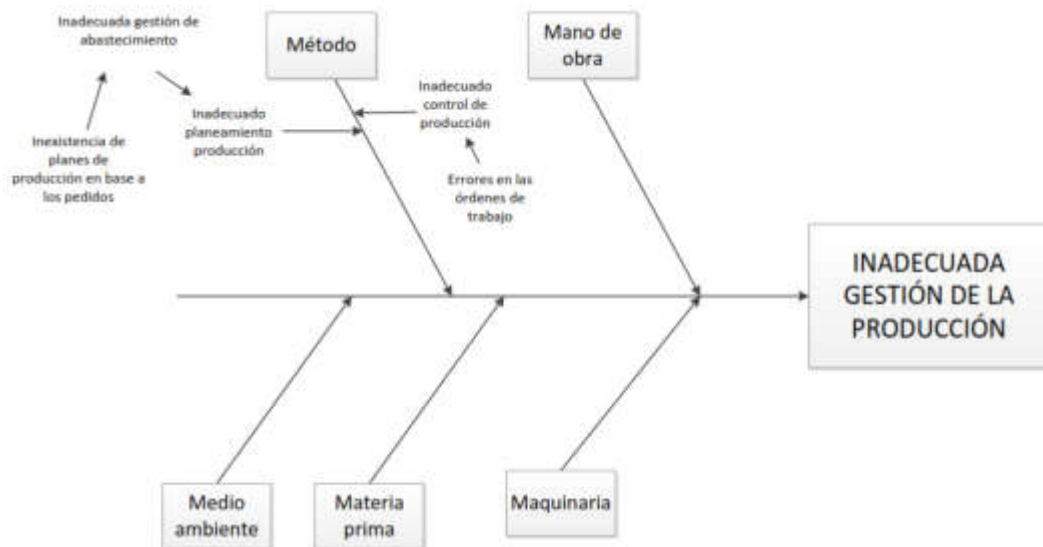 Inadecuada gestión de
abastecimiento
Método
Mano de
obra
Inadecuado
control de
producción
Inadecuado
planeamiento
producción
Inexistencia de
planes de
producción en base a
los pedidos
Errores en las
órdenes de
trabajo
INADECUADA
GESTIÓN DE LA
PRODUCCIÓN
Medio
ambiente
Materia
prima
Maquinaria